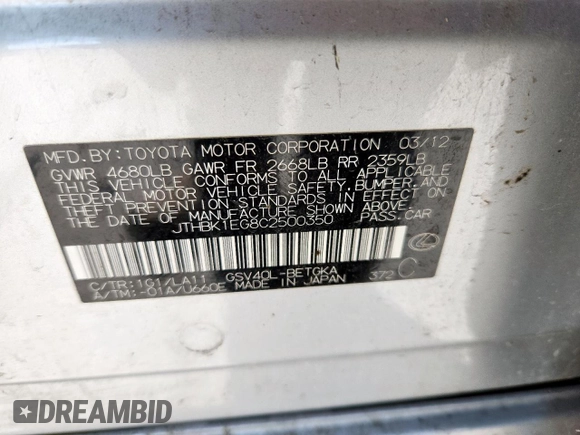 MFD. BY: TOYOTA MOTOR CORPORATION 03/12
GVWR 4680LB GAWR FR 2668LB RR 2359LB
THIS VEHICLE CONFORMS TO ALL APPLICABLE
FEDERAL MOTOR VEHICLE SAFETY, BUMPER, AND
THEFT PREVENTION STANDARDS IN EFFECT ON
THE DATE OF MANUFACTURE SHOWN ABOVE.
JTHBK1EG8C2500350 PASS. CAR
C/TR: 1G1/LA11 GSV40L-BETGKA 372 C
A/TM: -01A/U660E MADE IN JAPAN
DREAMBID